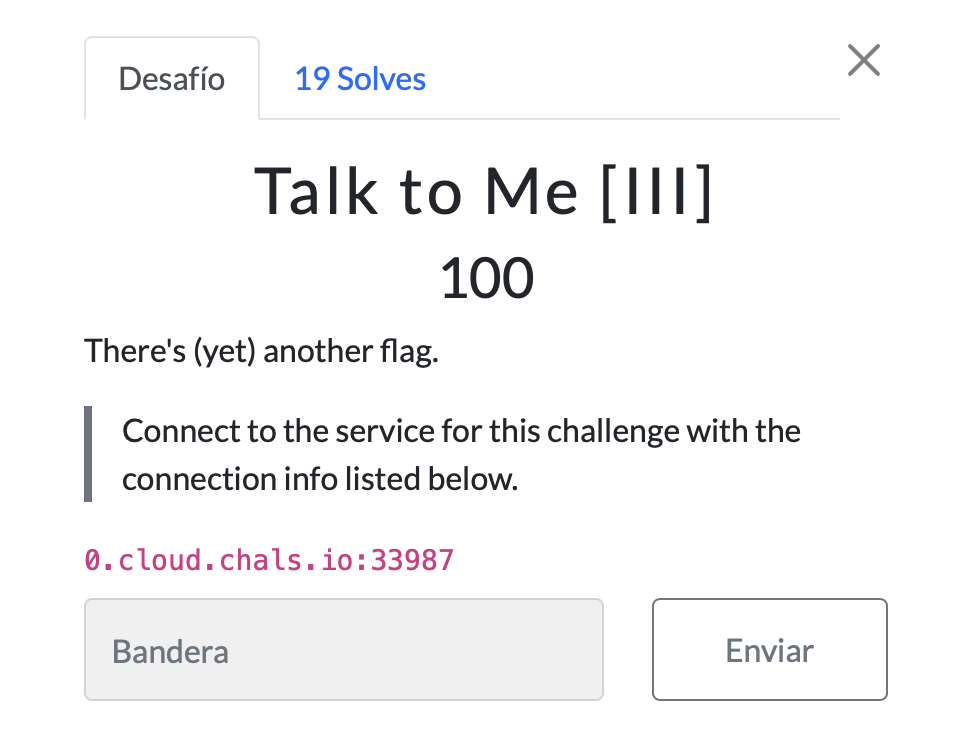 Desafío
19 Solves
Talk to Me [III]
100
There's (yet) another flag.
Connect to the service for this challenge with the
connection info listed below.
0.cloud.chals.io:33987
Bandera
Enviar